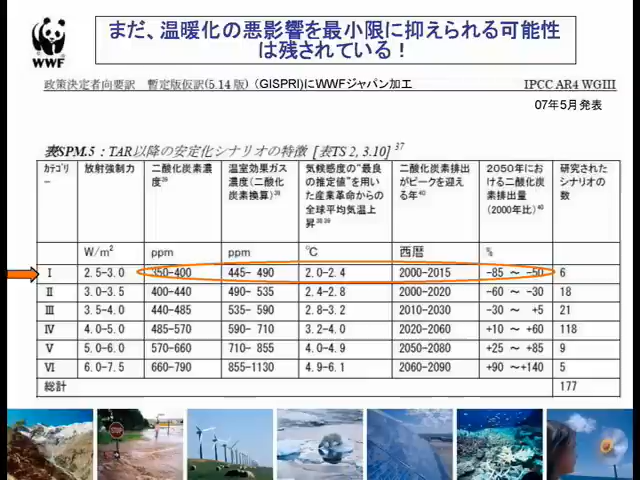 まだ、温暖化の悪影響を最小限に抑えられる可能性
は残されている！
WWF
政策決定者向要訳 暫定版仮訳(5.14 版) (GISPRI)にWWFジャパン加工 IPCC AR4 WGIII
07年5月発表
表SPM.5：TAR以降の安定化シナリオの特徴 [表TS 2, 3.10] 37
カテゴリー 放射強制力 二酸化炭素濃度 温室効果ガス濃度（二酸化炭素換算） 気候感度の“最良の推定値”を用いた産業革命からの全球平均気温上昇 二酸化炭素排出がピークを迎える年 2050年における二酸化炭素排出量（2000年比） 研究されたシナリオの数
W/m² ppm ppm ℃ 西暦 %
I 2.5-3.0 350-400 445- 490 2.0-2.4 2000-2015 -85 ～ -50 6
II 3.0-3.5 400-440 490- 535 2.4-2.8 2000-2020 -60 ～ -30 18
III 3.5-4.0 440-485 535- 590 2.8-3.2 2010-2030 -30 ～ +5 21
IV 4.0-5.0 485-570 590- 710 3.2-4.0 2020-2060 +10 ～ +60 118
V 5.0-6.0 570-660 710- 855 4.0-4.9 2050-2080 +25 ～ +85 9
VI 6.0-7.5 660-790 855-1130 4.9-6.1 2060-2090 +90 ～+140 5
総計 177